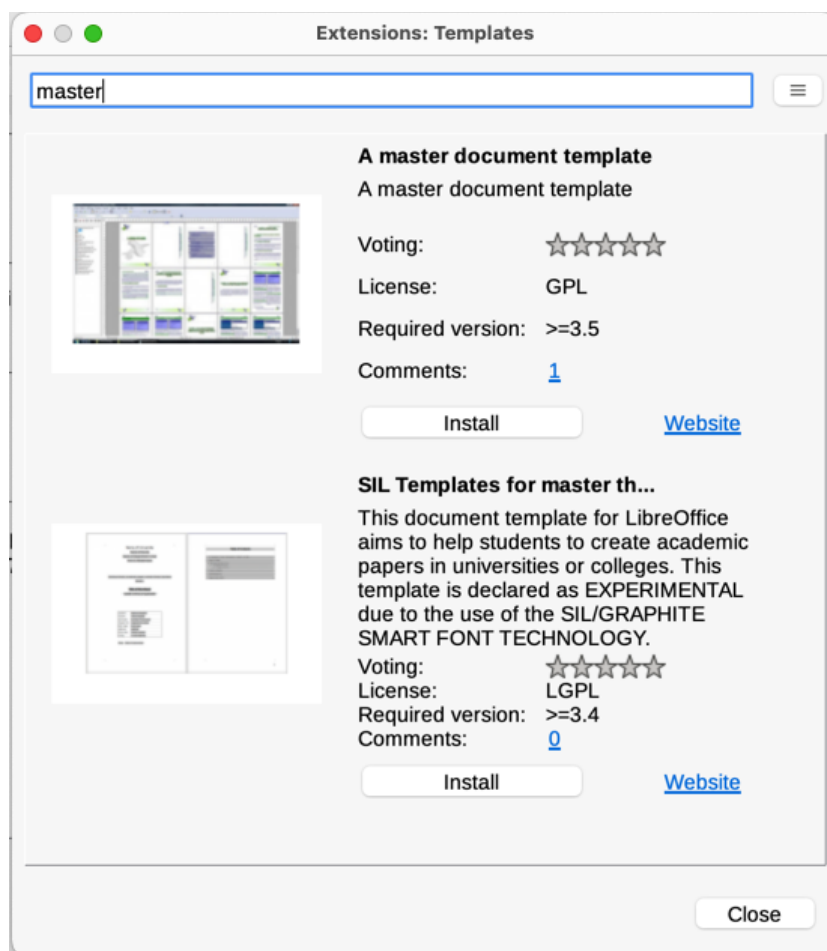 Extensions: Templates
master
A master document template
A master document template
Voting:
License: GPL
Required version: >=3.5
Comments: 1
Install Website
SIL Templates for master th...
This document template for LibreOffice
aims to help students to create academic
papers in universities or colleges. This
template is declared as EXPERIMENTAL
due to the use of the SIL/GRAPHITE
SMART FONT TECHNOLOGY.
Voting:
License: LGPL
Required version: >=3.4
Comments: 0
Install Website
Close